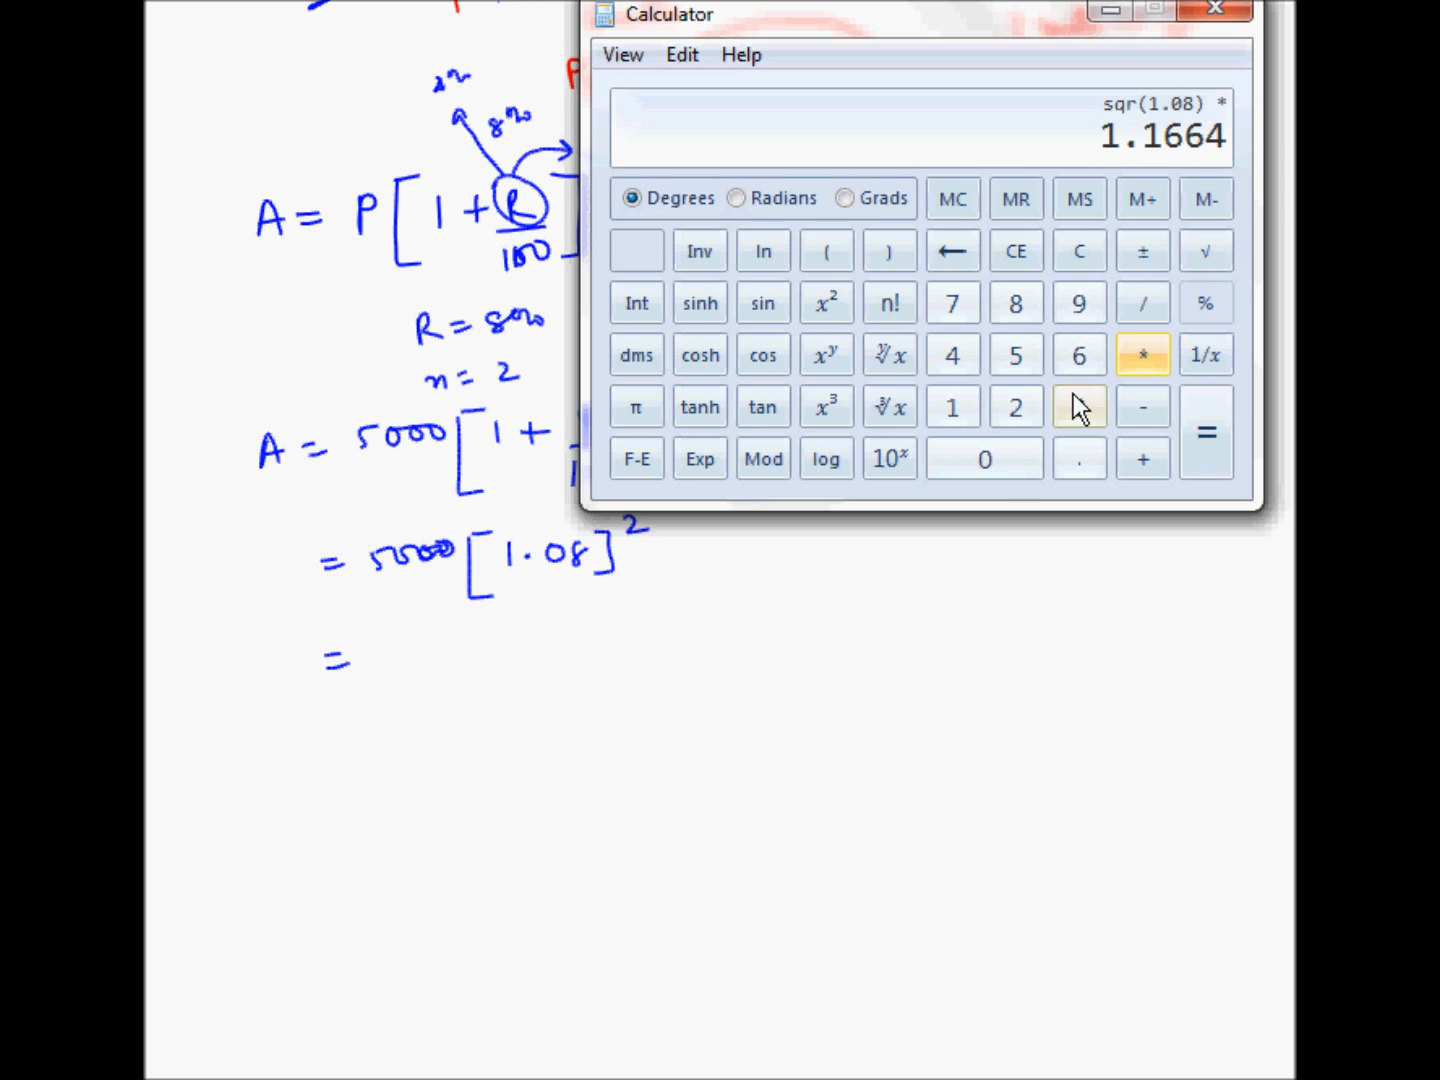 Calculator
View Edit Help
sqr(1.08) *
1.1664
Degrees Radians Grads MC MR MS M+ M-
Inv ln ( ) ← CE C ± √
Int sinh sin x² n! 7 8 9 / %
dms cosh cos xʸ ʸ√x 4 5 6 * 1/x
π tanh tan x³ ³√x 1 2 - =
F-E Exp Mod log 10ˣ 0 . +
8%
A = P [ 1 + R
100
R = 8%
n = 2
A = 5000 [ 1 +
= 5000 [ 1.08 ]²
=